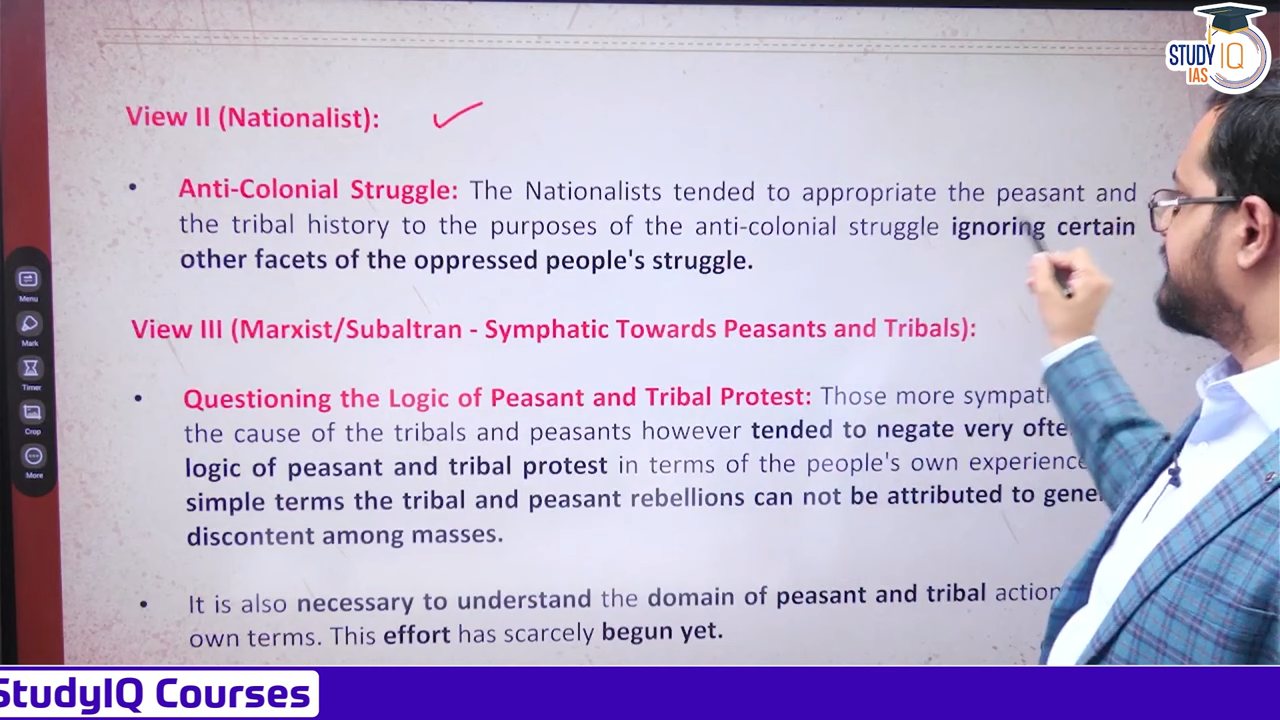 STUDY IQ
IAS
View II (Nationalist):
• Anti-Colonial Struggle: The Nationalists tended to appropriate the peasant and
the tribal history to the purposes of the anti-colonial struggle ignoring certain
other facets of the oppressed people's struggle.
View III (Marxist/Subaltran - Symphatic Towards Peasants and Tribals):
• Questioning the Logic of Peasant and Tribal Protest: Those more
the cause of the tribals and peasants however tended to negate very
logic of peasant and tribal protest in terms of the people's own
simple terms the tribal and peasant rebellions can not be attributed to
discontent among masses.
• It is also necessary to understand the domain of peasant and tribal
own terms. This effort has scarcely begun yet.
Menu
Mark
Timer
Crop
More
StudyIQ Courses